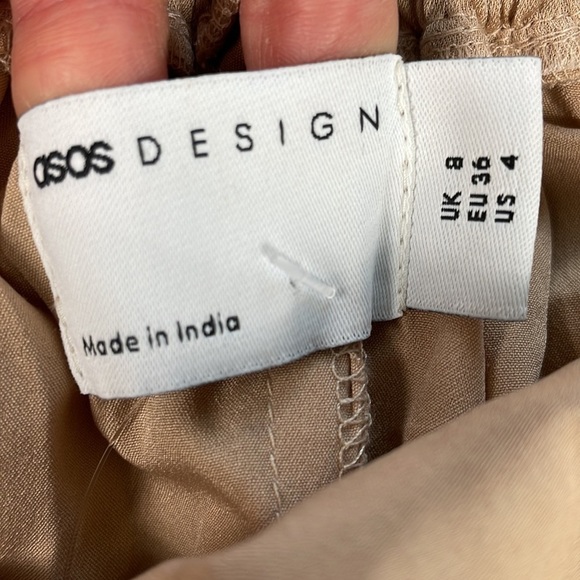 asos DESIGN
Made in India
UK 8
EU 36
US 4